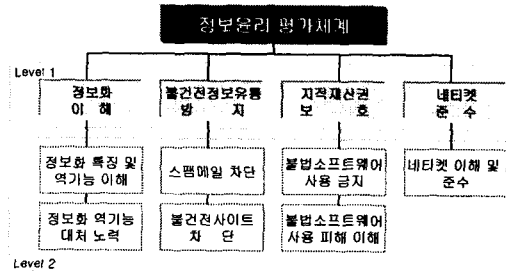 정보윤리 평가체계
Level 1
정보화
이 해
불건전정보유통
방 지
지적재산권
보 호
네티켓
준 수
정보화 특징 및
역기능 이해
스팸메일 차단
불법소프트웨어
사용 금지
네티켓 이해 및
준수
정보화 역기능
대처 노력
불건전사이트
차 단
불법소프트웨어
사용 피해 이해
Level 2